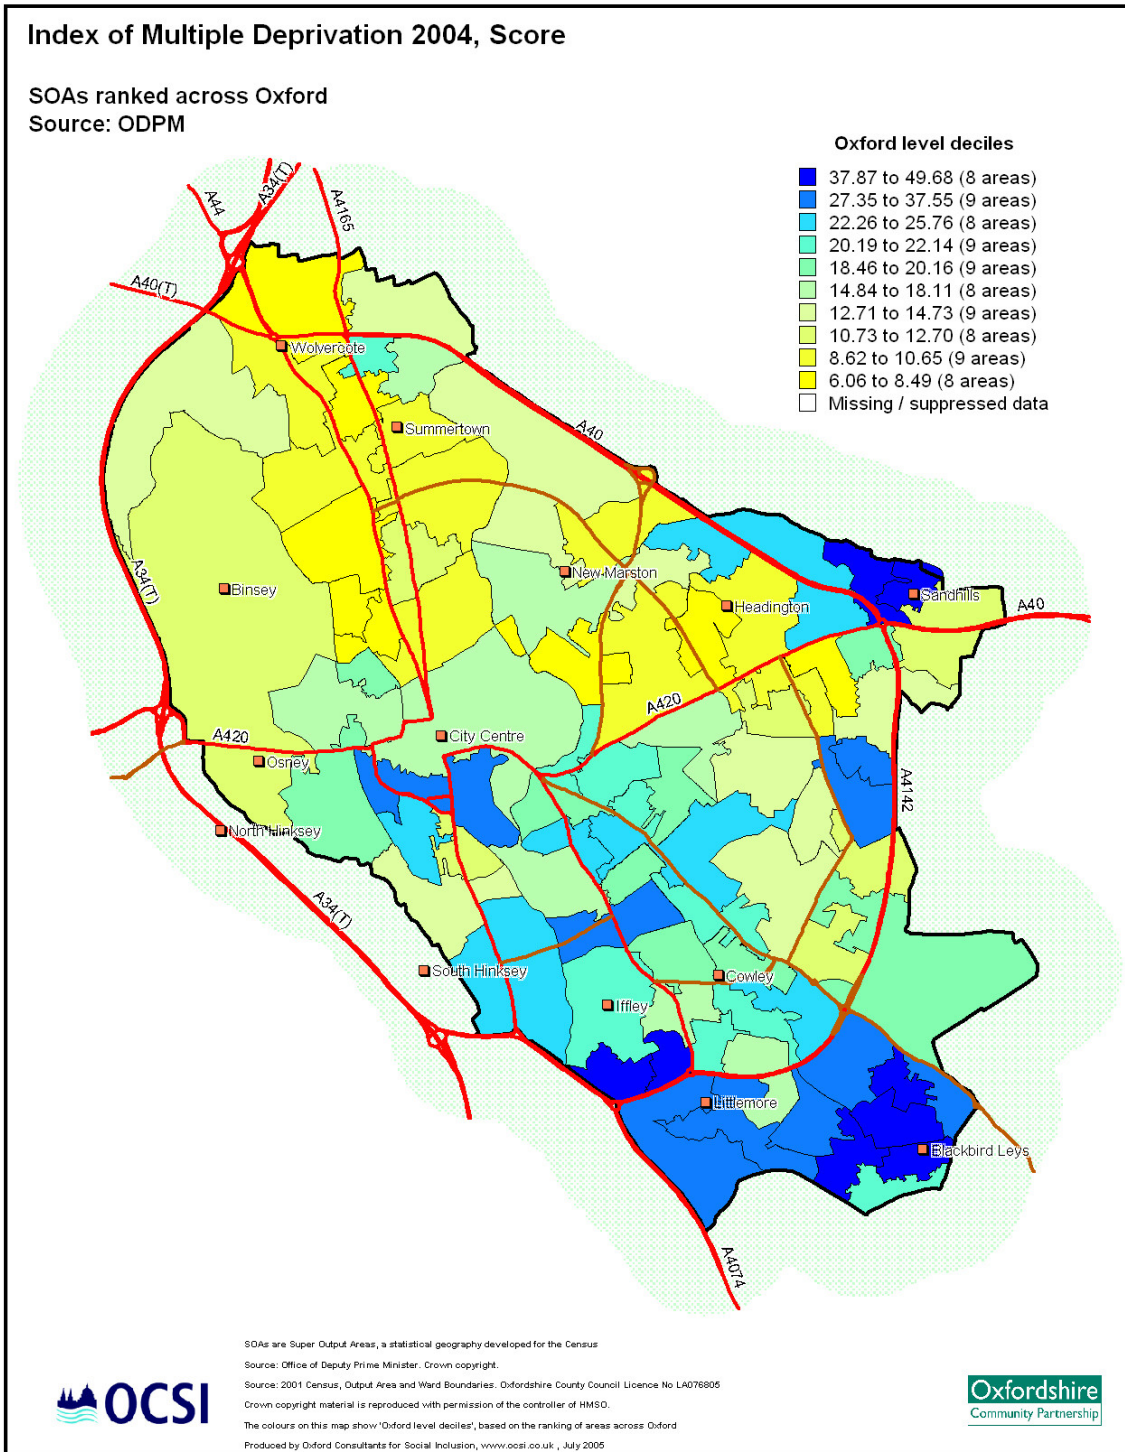 Index of Multiple Deprivation 2004, Score
SOAs ranked across Oxford
Source: ODPM
Oxford level deciles
37.87 to 49.68 (8 areas)
27.35 to 37.55 (9 areas)
22.26 to 25.76 (8 areas)
20.19 to 22.14 (9 areas)
18.46 to 20.16 (9 areas)
14.84 to 18.11 (8 areas)
12.71 to 14.73 (9 areas)
10.73 to 12.70 (8 areas)
8.62 to 10.65 (9 areas)
6.06 to 8.49 (8 areas)
Missing / suppressed data
A44
A34(T)
A4165
A40(T)
Wolvercote
Summertown
A40
A34(T)
Binsey
New Marston
Headington
Sandhills
A40
A420
A420
City Centre
Osney
A4142
North Hinksey
A34(T)
South Hinksey
Cowley
Iffley
Littlemore
Blackbird Leys
A4074
SOAs are Super Output Areas, a statistical geography developed for the Census
Source: Office of Deputy Prime Minister. Crown copyright.
Source: 2001 Census, Output Area and Ward Boundaries. Oxfordshire County Council Licence No LA076805
Crown copyright material is reproduced with permission of the controller of HMSO.
The colours on this map show 'Oxford level deciles', based on the ranking of areas across Oxford
Produced by Oxford Consultants for Social Inclusion, www.ocsi.co.uk , July 2005
OCSI
Oxfordshire
Community Partnership